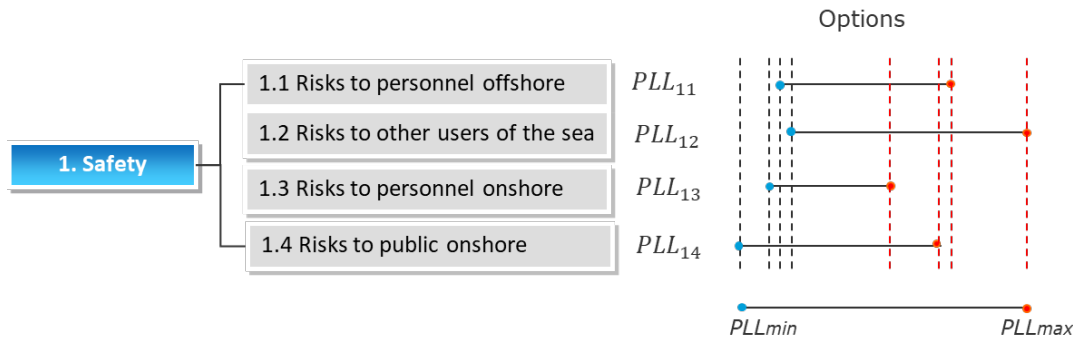 Options
1.1 Risks to personnel offshore
PLL11
1.2 Risks to other users of the sea
PLL12
1. Safety
1.3 Risks to personnel onshore
PLL13
1.4 Risks to public onshore
PLL14
PLLmin
PLLmax